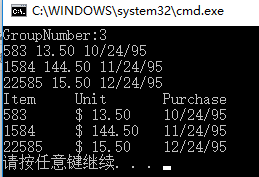 C:\WINDOWS\system32\cmd.exe
GroupNumber:3
583 13.50 10/24/95
1584 144.50 11/24/95
22585 15.50 12/24/95
Item Unit Purchase
583 $ 13.50 10/24/95
1584 $ 144.50 11/24/95
22585 $ 15.50 12/24/95
请按任意键继续. . .